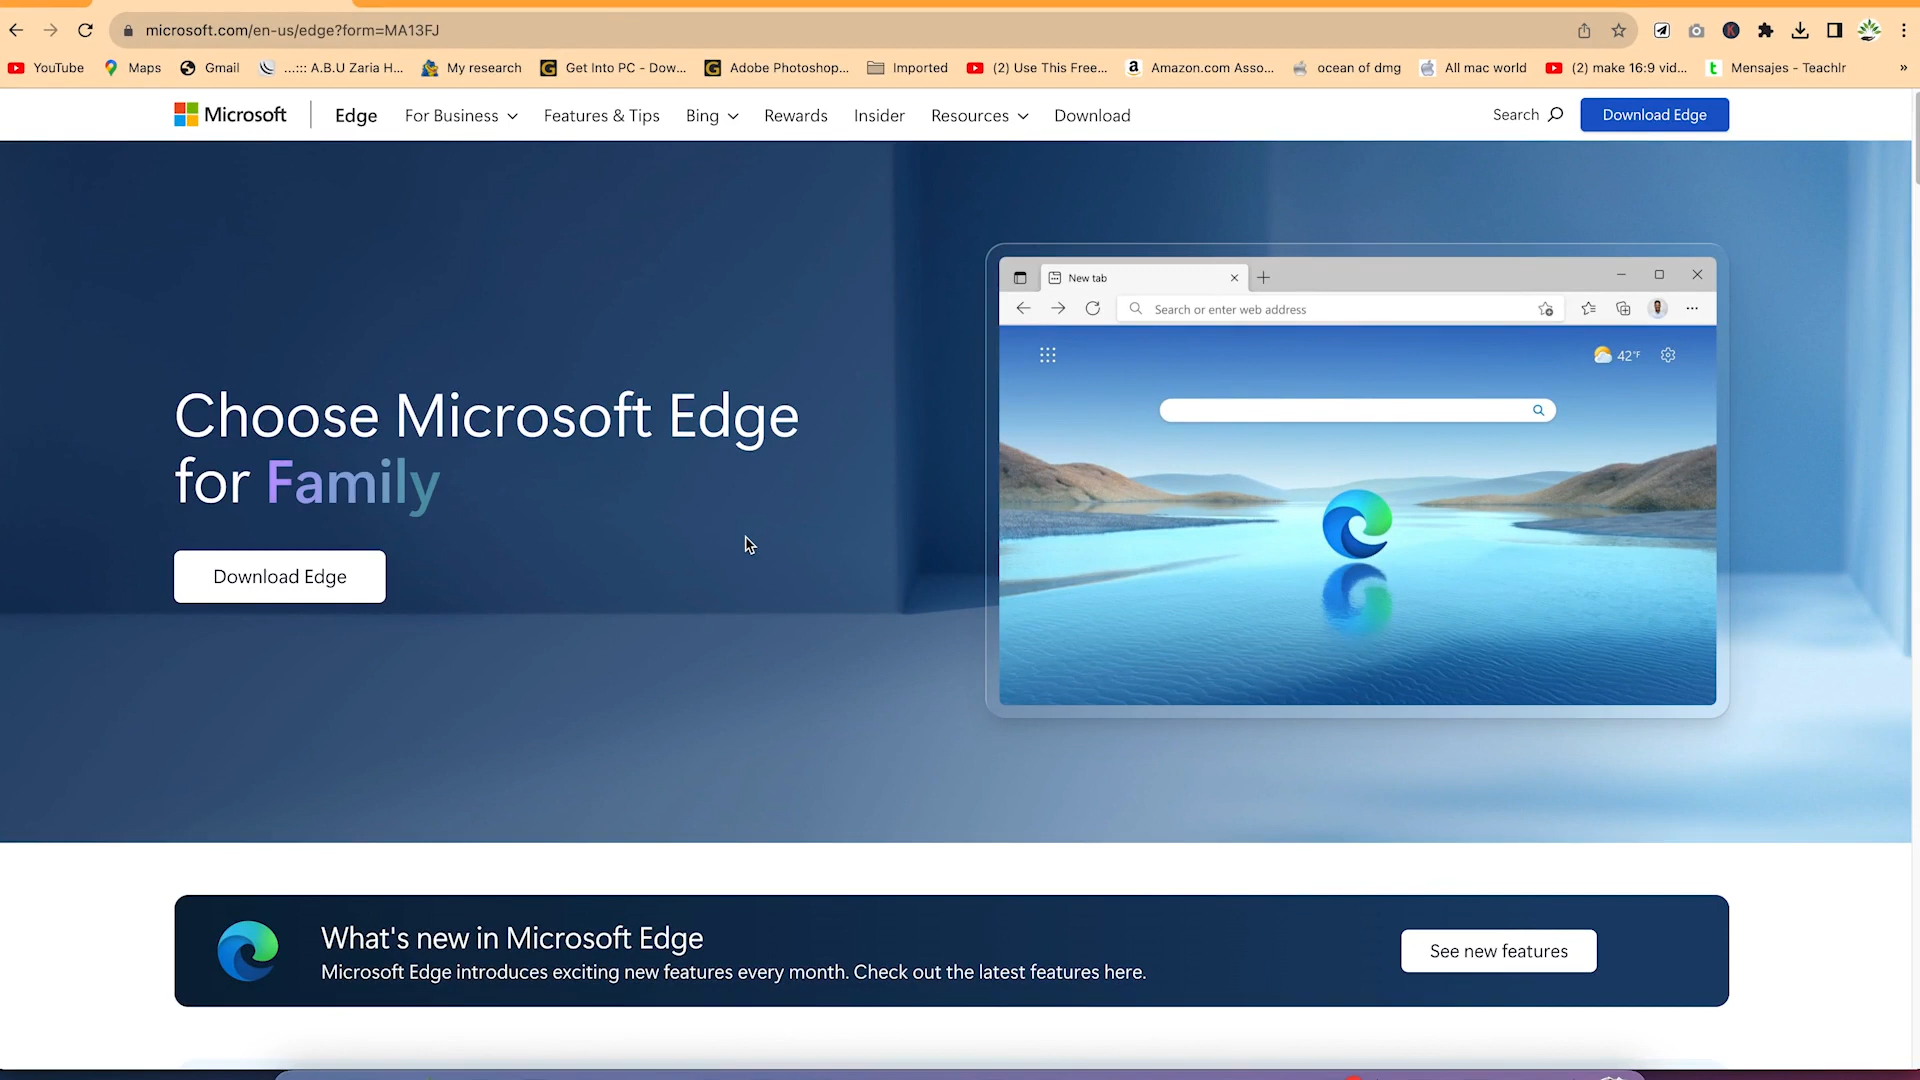 microsoft.com/en-us/edge?form=MA13FJ
YouTube Maps Gmail ...::: A.B.U Zaria H... My research Get Into PC - Dow... Adobe Photoshop... Imported (2) Use This Free... Amazon.com Asso... ocean of dmg All mac world (2) make 16:9 vid... Mensajes - Teachlr »
Microsoft Edge For Business Features & Tips Bing Rewards Insider Resources Download Search Download Edge
New tab
Search or enter web address
42°F
Choose Microsoft Edge
for Family
Download Edge
What's new in Microsoft Edge
Microsoft Edge introduces exciting new features every month. Check out the latest features here.
See new features